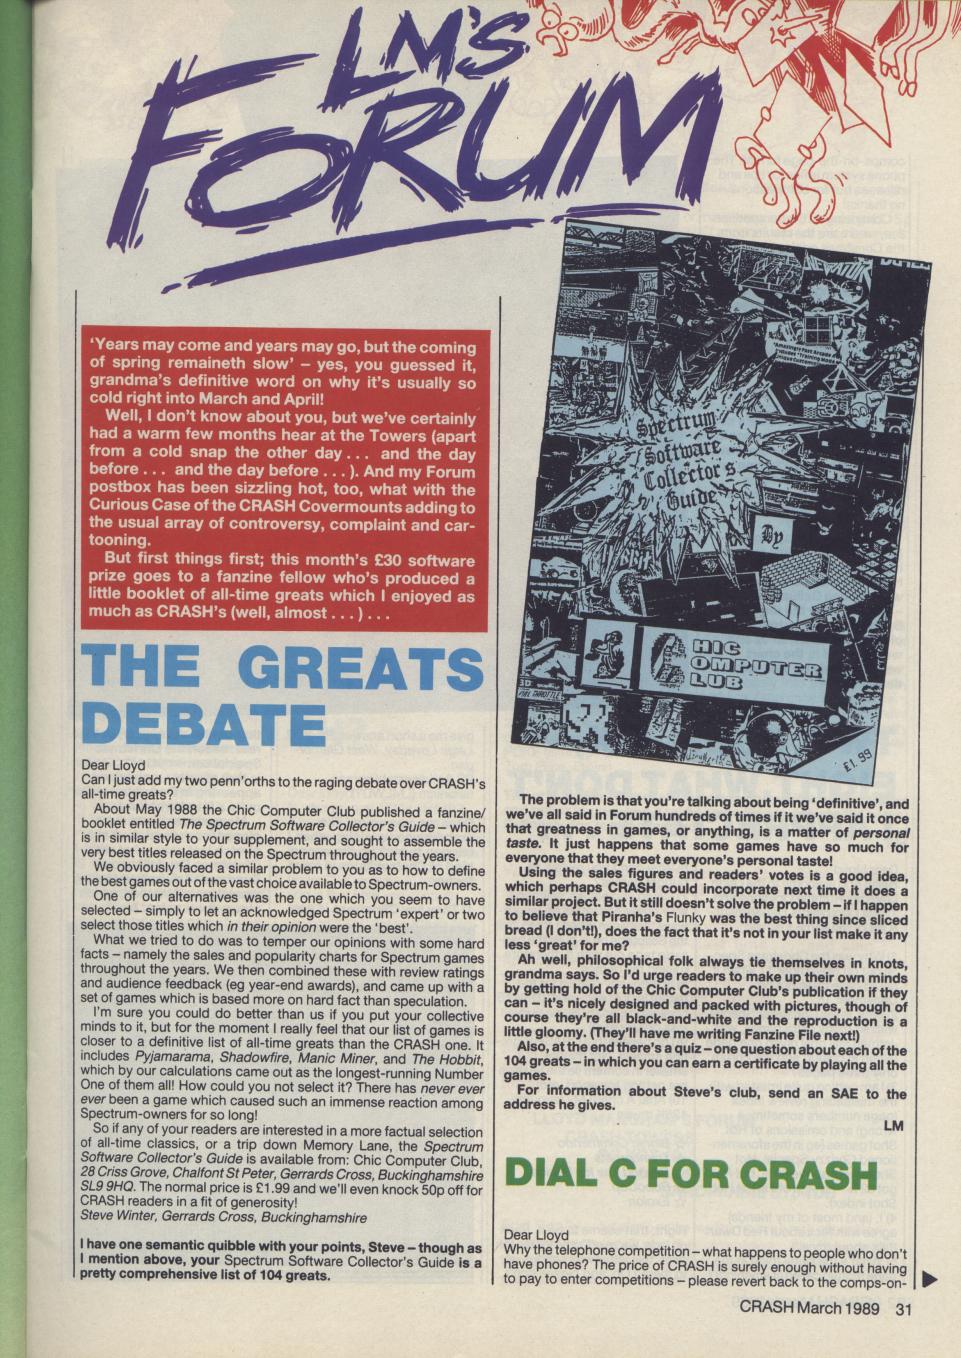 LM'S
FORUM
'Years may come and years may go, but the coming
of spring remaineth slow' – yes, you guessed it,
grandma's definitive word on why it's usually so
cold right into March and April!
Well, I don't know about you, but we've certainly
had a warm few months hear at the Towers (apart
from a cold snap the other day . . . and the day
before . . . and the day before . . . ). And my Forum
postbox has been sizzling hot, too, what with the
Curious Case of the CRASH Covermounts adding to
the usual array of controversy, complaint and car-
tooning.
But first things first; this month's £30 software
prize goes to a fanzine fellow who's produced a
little booklet of all-time greats which I enjoyed as
much as CRASH's (well, almost . . . ) . . .
THE GREATS
DEBATE
Dear Lloyd
Can I just add my two penn'orths to the raging debate over CRASH's
all-time greats?
About May 1988 the Chic Computer Club published a fanzine/
booklet entitled The Spectrum Software Collector's Guide – which
is in similar style to your supplement, and sought to assemble the
very best titles released on the Spectrum throughout the years.
We obviously faced a similar problem to you as to how to define
the best games out of the vast choice available to Spectrum-owners.
One of our alternatives was the one which you seem to have
selected – simply to let an acknowledged Spectrum 'expert' or two
select those titles which in their opinion were the 'best'.
What we tried to do was to temper our opinions with some hard
facts – namely the sales and popularity charts for Spectrum games
throughout the years. We then combined these with review ratings
and audience feedback (eg year-end awards), and came up with a
set of games which is based more on hard fact than speculation.
I'm sure you could do better than us if you put your collective
minds to it, but for the moment I really feel that our list of games is
closer to a definitive list of all-time greats than the CRASH one. It
includes Pyjamarama, Shadowfire, Manic Miner, and The Hobbit,
which by our calculations came out as the longest-running Number
One of them all! How could you not select it? There has never ever
ever been a game which caused such an immense reaction among
Spectrum-owners for so long!
So if any of your readers are interested in a more factual selection
of all-time classics, or a trip down Memory Lane, the Spectrum
Software Collector's Guide is available from: Chic Computer Club,
28 Criss Grove, Chalfont St Peter, Gerrards Cross, Buckinghamshire
SL9 9HQ. The normal price is £1.99 and we'll even knock 50p off for
CRASH readers in a fit of generosity!
Steve Winter, Gerrards Cross, Buckinghamshire
I have one semantic quibble with your points, Steve – though as
I mention above, your Spectrum Software Collector's Guide is a
pretty comprehensive list of 104 greats.
Spectrum
Software
Collector's
Guide
By
CHIC
COMPUTER
CLUB
3D
£1.99
The problem is that you're talking about being 'definitive', and
we've all said in Forum hundreds of times if it we've said it once
that greatness in games, or anything, is a matter of personal
taste. It just happens that some games have so much for
everyone that they meet everyone's personal taste!
Using the sales figures and readers' votes is a good idea,
which perhaps CRASH could incorporate next time it does a
similar project. But it still doesn't solve the problem – if I happen
to believe that Piranha's Flunky was the best thing since sliced
bread (I don't!), does the fact that it's not in your list make it any
less 'great' for me?
Ah well, philosophical folk always tie themselves in knots,
grandma says. So I'd urge readers to make up their own minds
by getting hold of the Chic Computer Club's publication if they
can – it's nicely designed and packed with pictures, though of
course they're all black-and-white and the reproduction is a
little gloomy. (They'll have me writing Fanzine File next!)
Also, at the end there's a quiz – one question about each of the
104 greats – in which you can earn a certificate by playing all the
games.
For information about Steve's club, send an SAE to the
address he gives.
LM
DIAL C FOR CRASH
Dear Lloyd
Why the telephone competition – what happens to people who don't
have phones? The price of CRASH is surely enough without having
to pay to enter competitions – please revert back to the comps-on-
CRASH March 1989 31